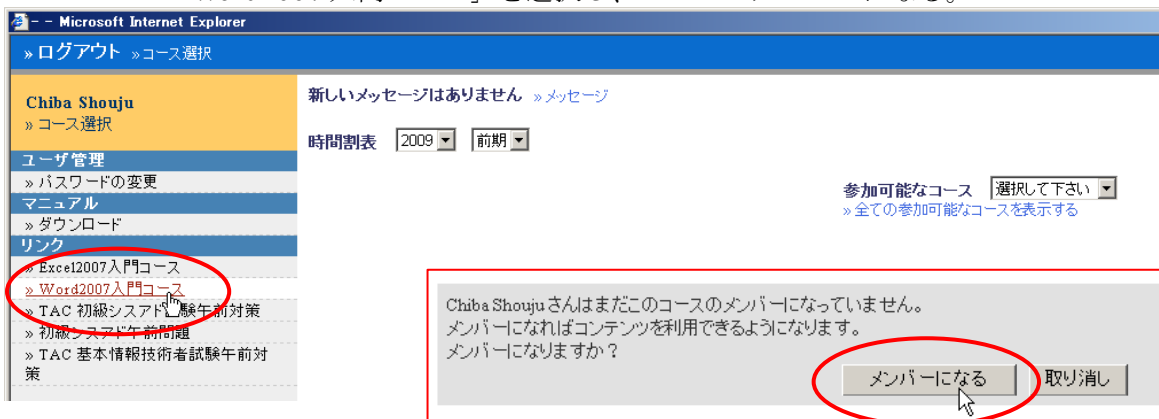 - - Microsoft Internet Explorer
»ログアウト »コース選択
Chiba Shouju
» コース選択
ユーザ管理
» パスワードの変更
マニュアル
» ダウンロード
リンク
» Excel2007入門コース
» Word2007入門コース
» TAC 初級シスアド 験午前対策
» 初級シスアド午前問題
» TAC 基本情報技術者試験午前対
策
新しいメッセージはありません » メッセージ
時間割表 2009 前期
参加可能なコース 選択して下さい
» 全ての参加可能なコースを表示する
Chiba Shoujuさんはまだこのコースのメンバーになっていません。
メンバーになればコンテンツを利用できるようになります。
メンバーになりますか？
メンバーになる 取り消し